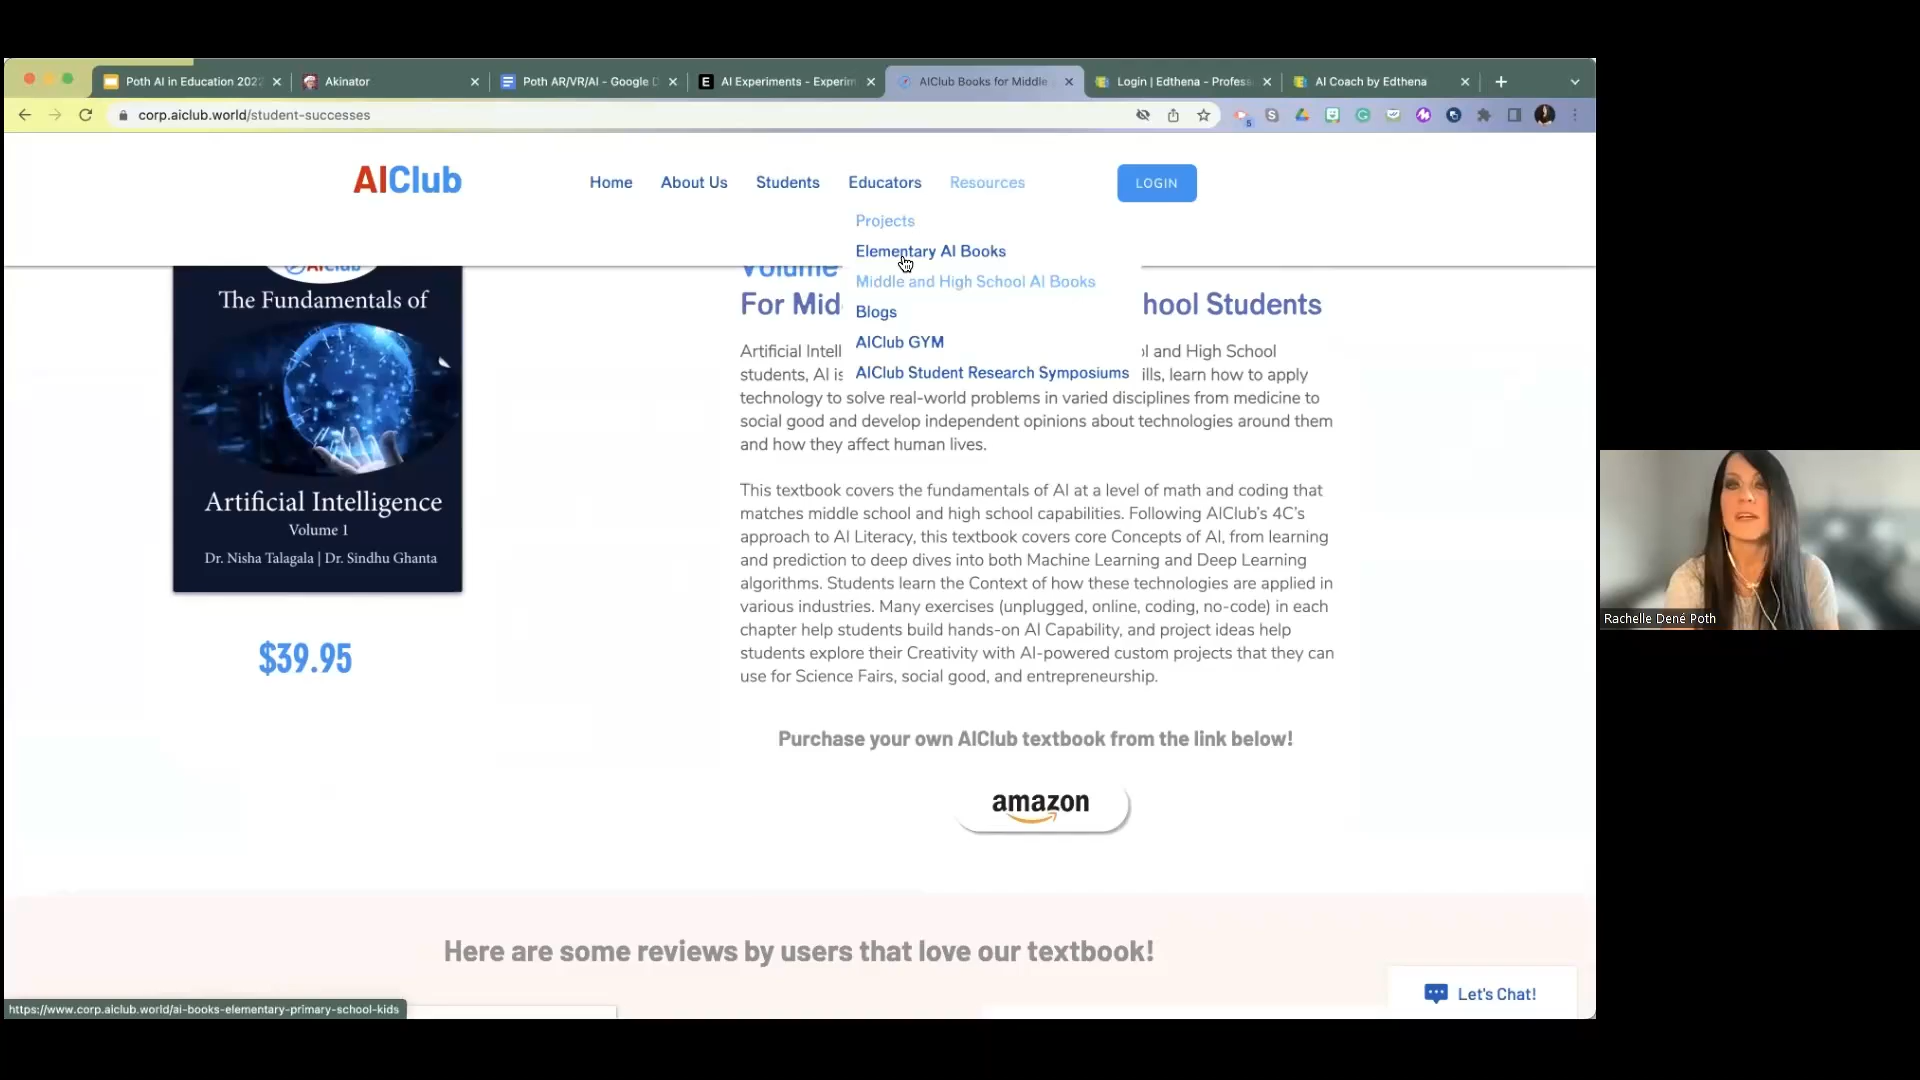 Poth AI in Education 2022
Akinator
Poth AR/VR/AI - Google D
AI Experiments - Experim
AIClub Books for Middle
Login | Edthena - Profess
AI Coach by Edthena
corp.aiclub.world/student-successes
5
AIClub
Home
About Us
Students
Educators
Resources
LOGIN
Projects
Elementary AI Books
Middle and High School AI Books
Blogs
AIClub GYM
AIClub Student Research Symposiums
AIClub
The Fundamentals of
Artificial Intelligence
Volume 1
Dr. Nisha Talagala | Dr. Sindhu Ghanta
$39.95
Volume
For Mid hool Students
Artificial Intell l and High School
students, AI is ills, learn how to apply
technology to solve real-world problems in varied disciplines from medicine to
social good and develop independent opinions about technologies around them
and how they affect human lives.
This textbook covers the fundamentals of AI at a level of math and coding that
matches middle school and high school capabilities. Following AIClub's 4C's
approach to AI Literacy, this textbook covers core Concepts of AI, from learning
and prediction to deep dives into both Machine Learning and Deep Learning
algorithms. Students learn the Context of how these technologies are applied in
various industries. Many exercises (unplugged, online, coding, no-code) in each
chapter help students build hands-on AI Capability, and project ideas help
students explore their Creativity with AI-powered custom projects that they can
use for Science Fairs, social good, and entrepreneurship.
Purchase your own AIClub textbook from the link below!
amazon
Here are some reviews by users that love our textbook!
Let's Chat!
https://www.corp.aiclub.world/ai-books-elementary-primary-school-kids
Rachelle Dené Poth